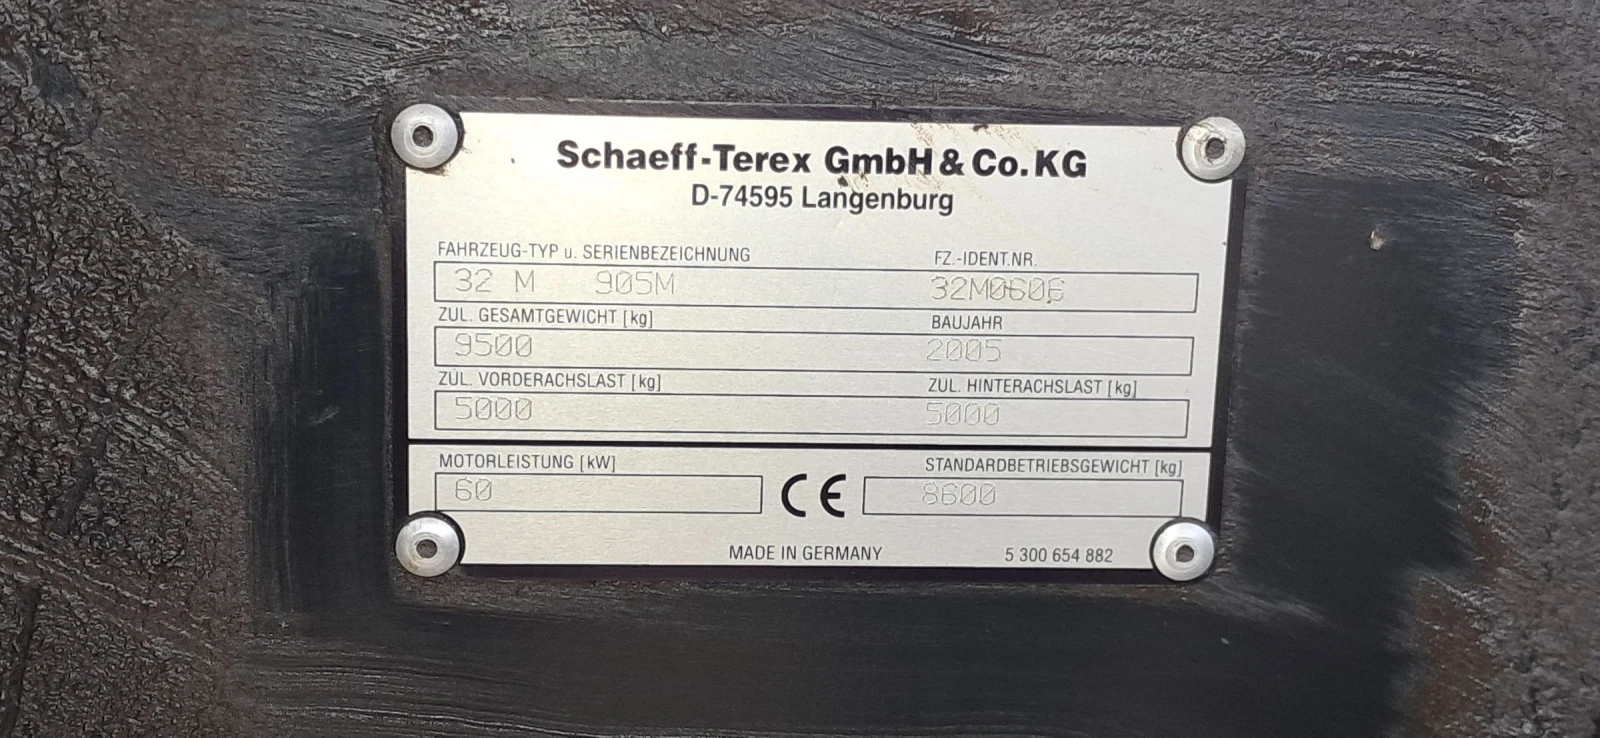 Schaeff-Terex GmbH & Co. KG
D-74595 Langenburg
FAHRZEUG-TYP u. SERIENBEZEICHNUNG FZ.-IDENT.NR.
32 M 905M 32M0606
ZUL. GESAMTGEWICHT [kg] BAUJAHR
9500 2005
ZUL. VORDERACHSLAST [kg] ZUL. HINTERACHSLAST [kg]
5000 5000
MOTORLEISTUNG [kW] STANDARDBETRIEBSGEWICHT [kg]
60 CE 8600
MADE IN GERMANY 5 300 654 882